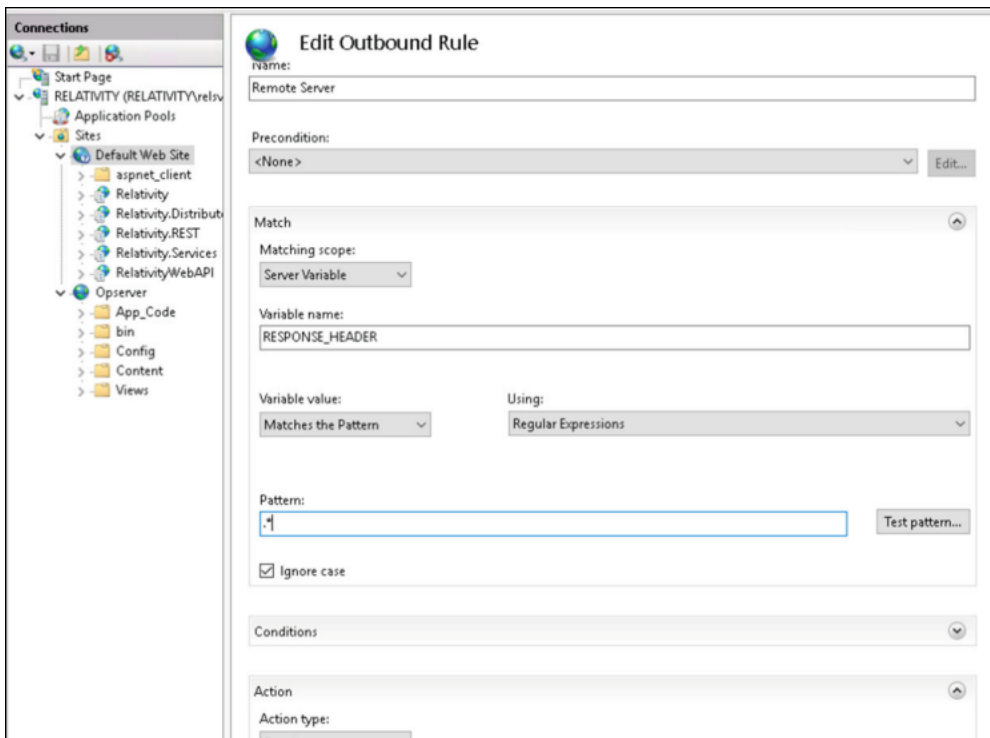 Connections
Start Page
RELATIVITY (RELATIVITY\relsv
Application Pools
Sites
Default Web Site
aspnet_client
Relativity
Relativity.Distribut
Relativity.REST
Relativity.Services
RelativityWebAPI
Opserver
App_Code
bin
Config
Content
Views
Edit Outbound Rule
Name:
Remote Server
Precondition:
<None>
Edit...
Match
Matching scope:
Server Variable
Variable name:
RESPONSE_HEADER
Variable value:
Using:
Matches the Pattern
Regular Expressions
Pattern:
.*
Test pattern...
Ignore case
Conditions
Action
Action type: